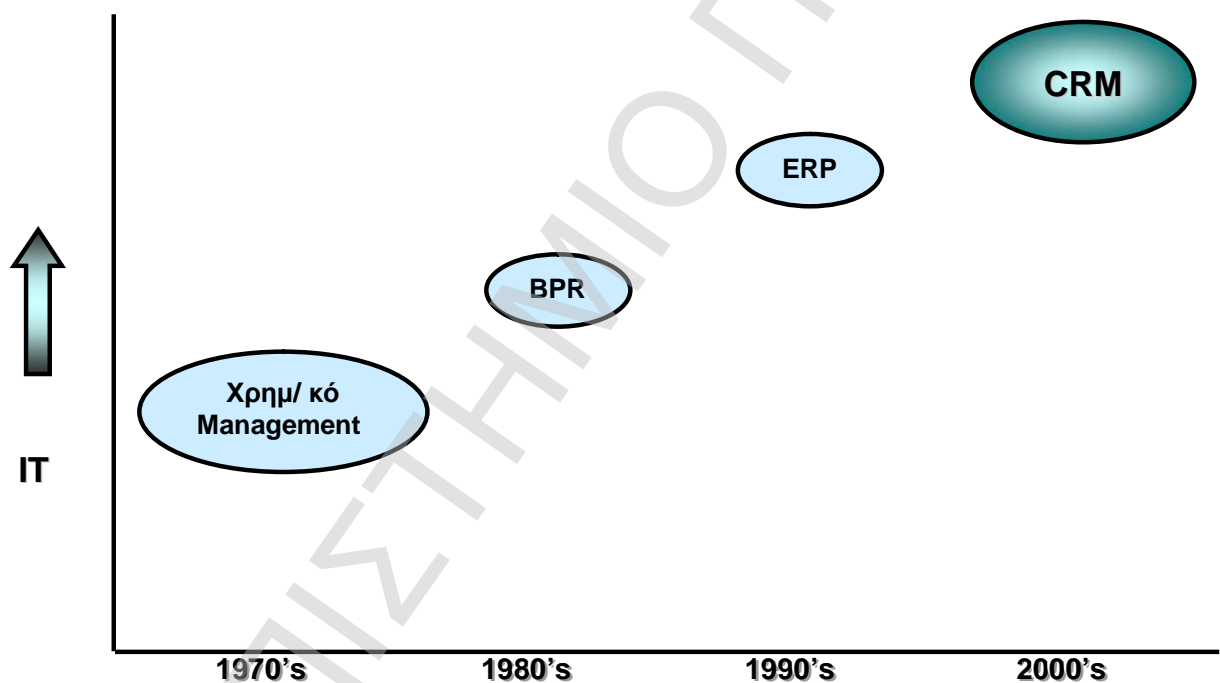 CRM
ERP
BPR
Χρημ/ κό
Management
IT
1970's
1980's
1990's
2000's